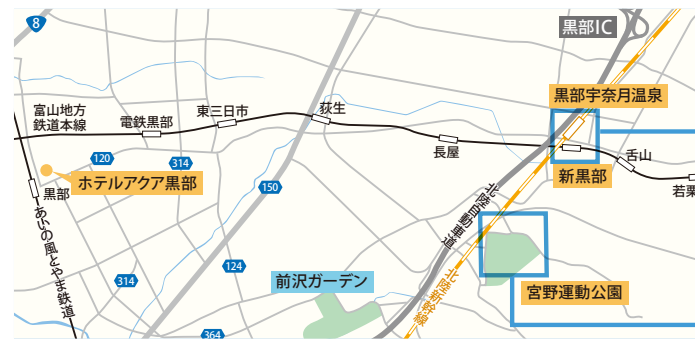 8
黒部IC
黒部宇奈月温泉
富山地方
鉄道本線
電鉄黒部
東三日市
荻生
長屋
新黒部
舌山
若栗
120
314
ホテルアクア黒部
黒部
150
あいの風とやま鉄道
北陸自動車道
124
314
前沢ガーデン
北陸新幹線
宮野運動公園
364